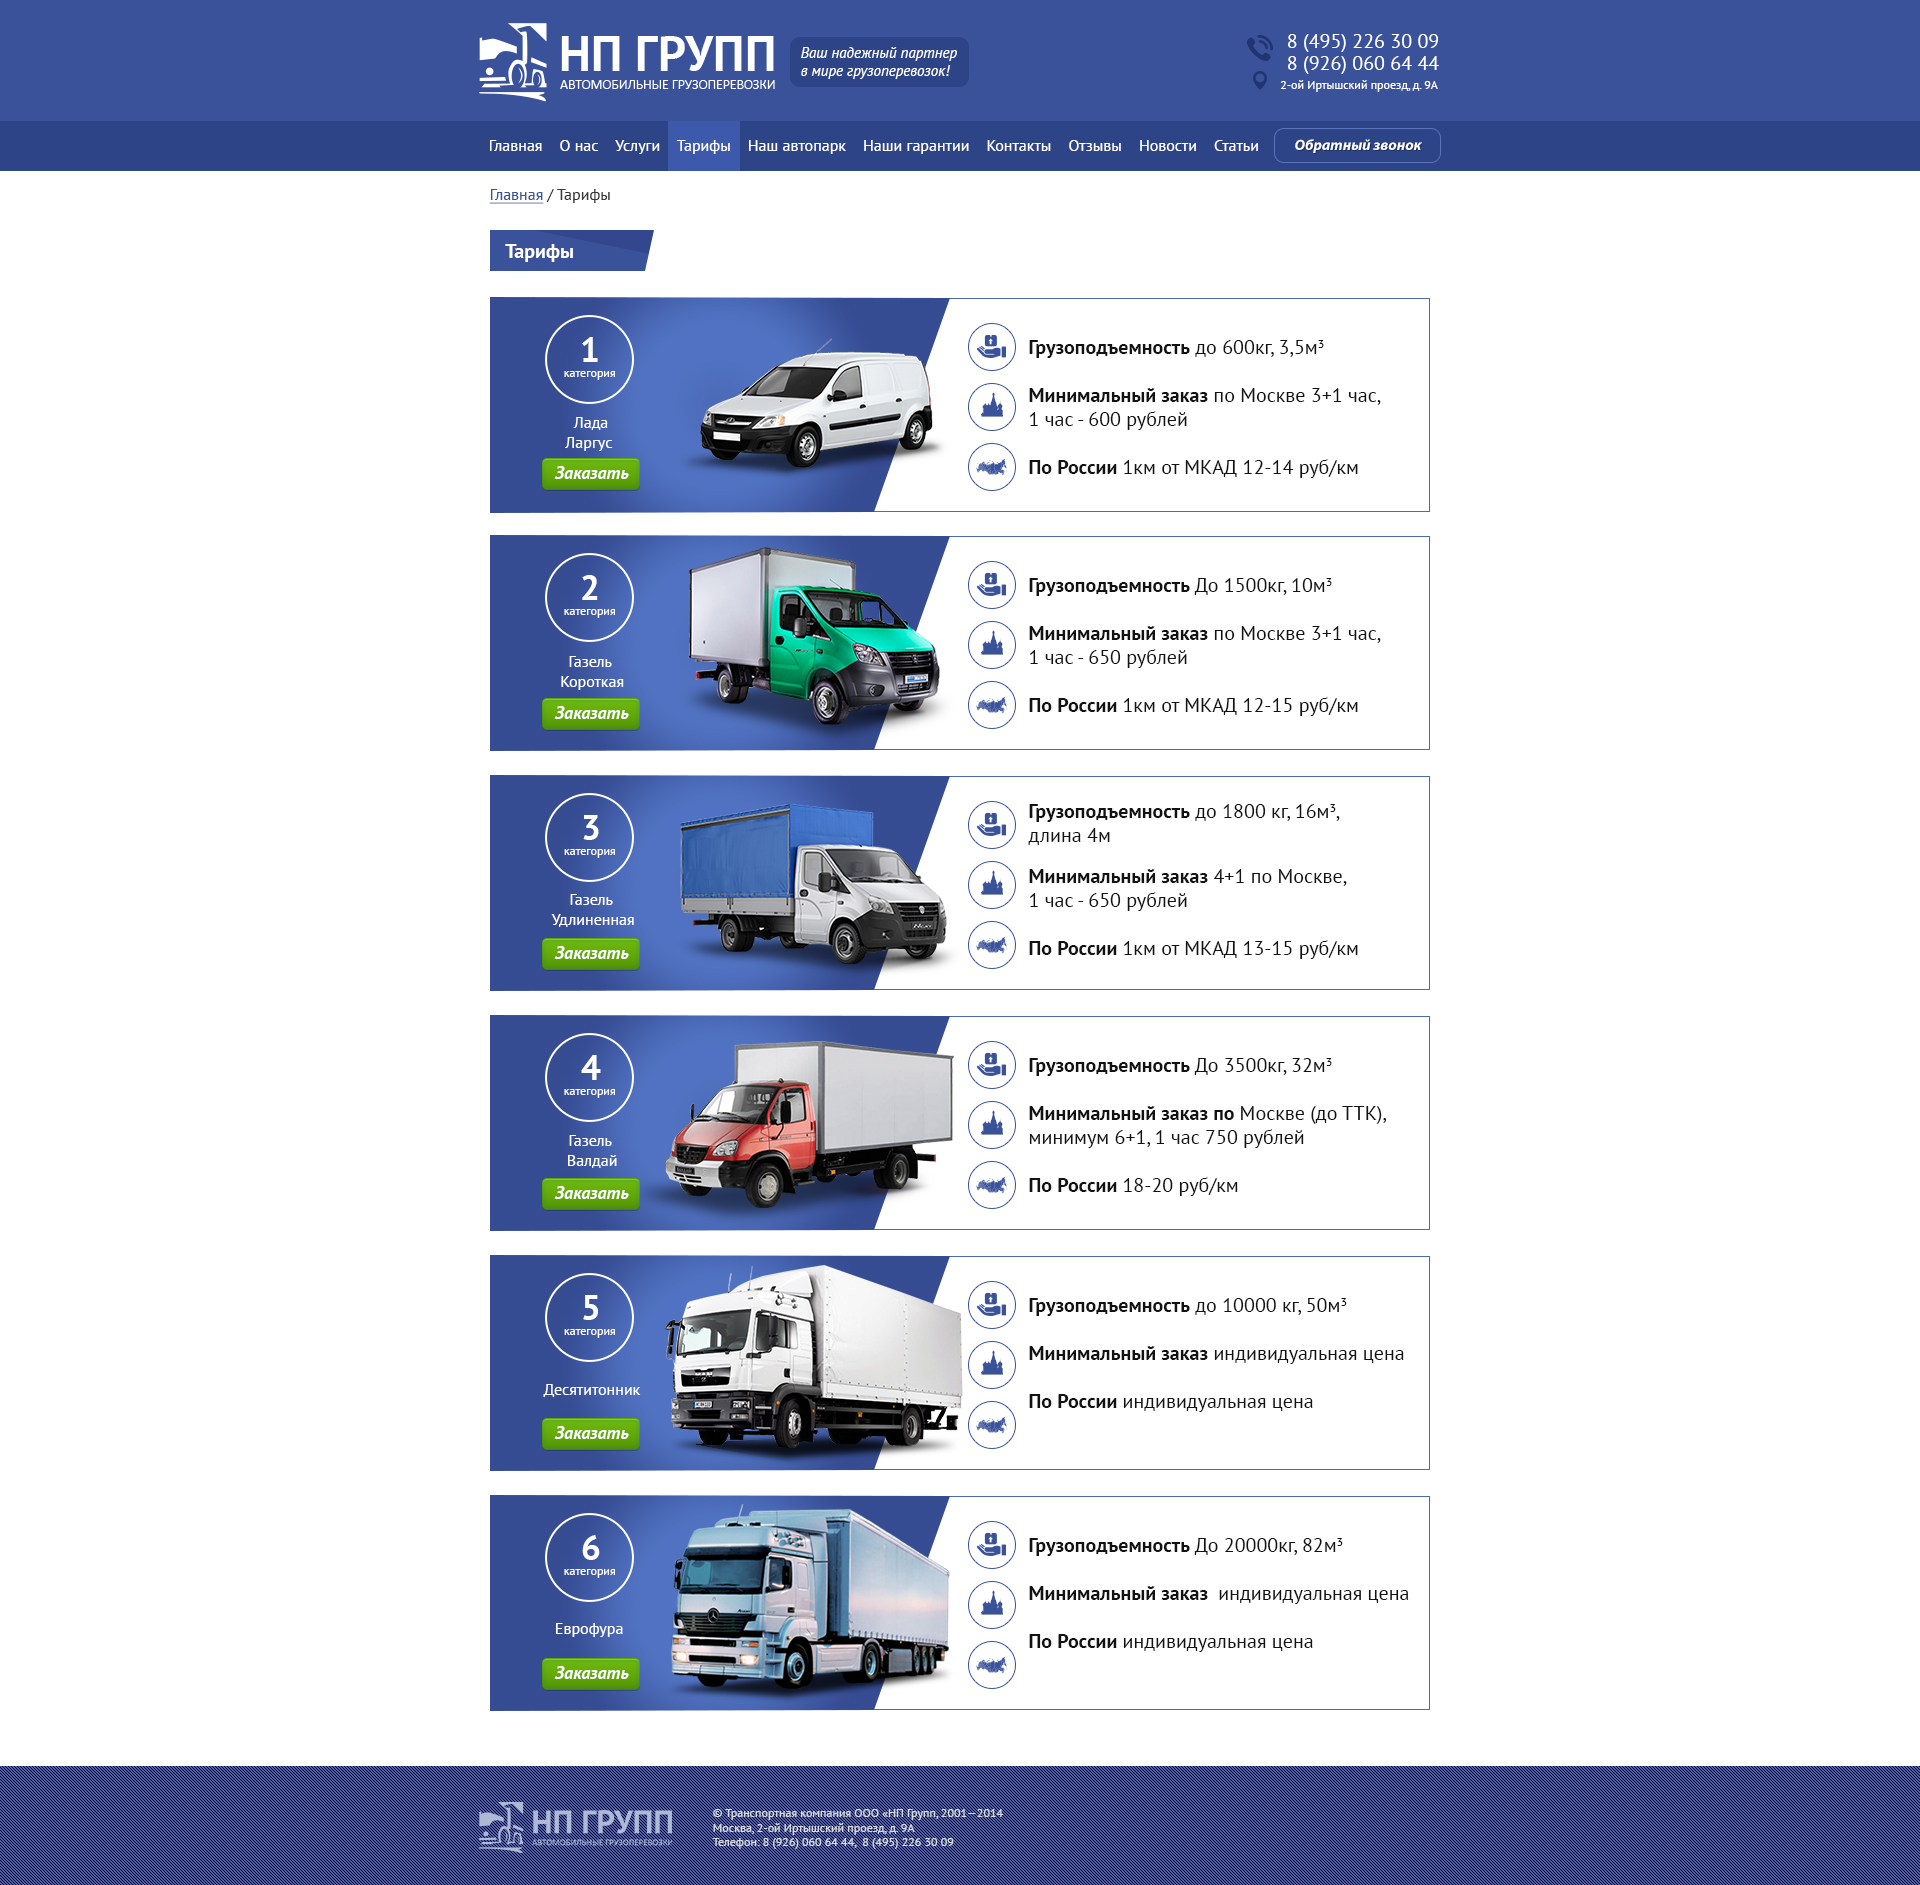 НП ГРУПП
АВТОМОБИЛЬНЫЕ ГРУЗОПЕРЕВОЗКИ
Ваш надежный партнер
в мире грузоперевозок!
8 (495) 226 30 09
8 (926) 060 64 44
2-ой Иртышский проезд, д. 9А
Главная О нас Услуги Тарифы Наш автопарк Наши гарантии Контакты Отзывы Новости Статьи Обратный звонок
Главная / Тарифы
Тарифы
1
категория
Лада
Ларгус
Заказать
Грузоподъемность до 600кг, 3,5м³
Минимальный заказ по Москве 3+1 час,
1 час - 600 рублей
По России 1км от МКАД 12-14 руб/км
2
категория
Газель
Короткая
Заказать
Грузоподъемность До 1500кг, 10м³
Минимальный заказ по Москве 3+1 час,
1 час - 650 рублей
По России 1км от МКАД 12-15 руб/км
3
категория
Газель
Удлиненная
Заказать
Грузоподъемность до 1800 кг, 16м³,
длина 4м
Минимальный заказ 4+1 по Москве,
1 час - 650 рублей
По России 1км от МКАД 13-15 руб/км
4
категория
Газель
Валдай
Заказать
Грузоподъемность До 3500кг, 32м³
Минимальный заказ по Москве (до ТТК),
минимум 6+1, 1 час 750 рублей
По России 18-20 руб/км
5
категория
Десятитонник
Заказать
Грузоподъемность до 10000 кг, 50м³
Минимальный заказ индивидуальная цена
По России индивидуальная цена
6
категория
Еврофура
Заказать
Грузоподъемность До 20000кг, 82м³
Минимальный заказ  индивидуальная цена
По России индивидуальная цена
НП ГРУПП
АВТОМОБИЛЬНЫЕ ГРУЗОПЕРЕВОЗКИ
© Транспортная компания ООО «НП Групп, 2001—2014
Москва, 2-ой Иртышский проезд, д. 9А
Телефон: 8 (926) 060 64 44,  8 (495) 226 30 09